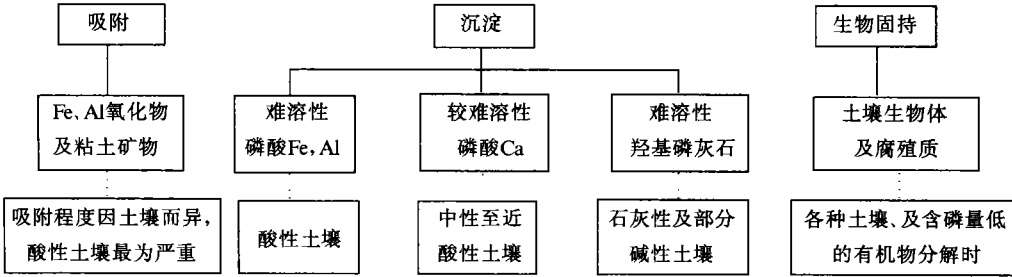 吸附
沉淀
生物固持
Fe、Al氧化物
及粘土矿物
难溶性
磷酸Fe,Al
较难溶性
磷酸Ca
难溶性
羟基磷灰石
土壤生物体
及腐殖质
吸附程度因土壤而异,
酸性土壤最为严重
酸性土壤
中性至近
酸性土壤
石灰性及部分
碱性土壤
各种土壤、及含磷量低
的有机物分解时